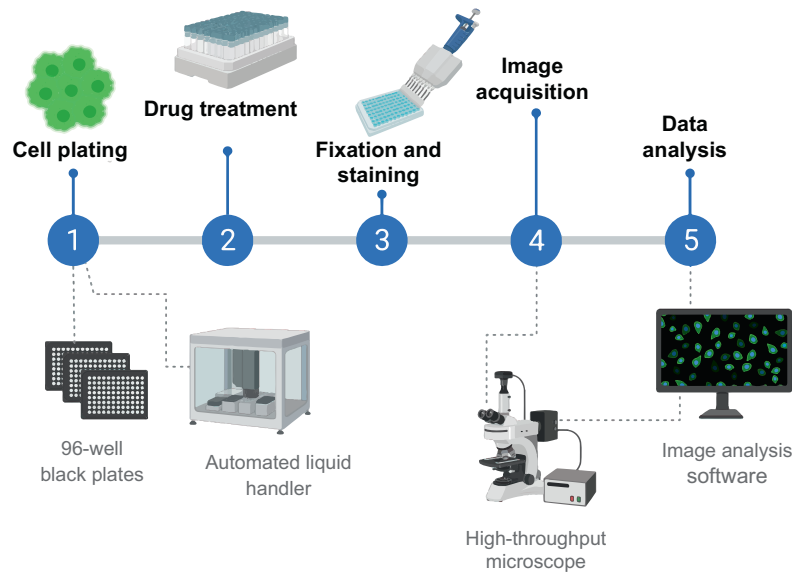 Cell plating
Drug treatment
Fixation and
staining
Image
acquisition
Data
analysis
1
2
3
4
5
96-well
black plates
Automated liquid
handler
High-throughput
microscope
Image analysis
software